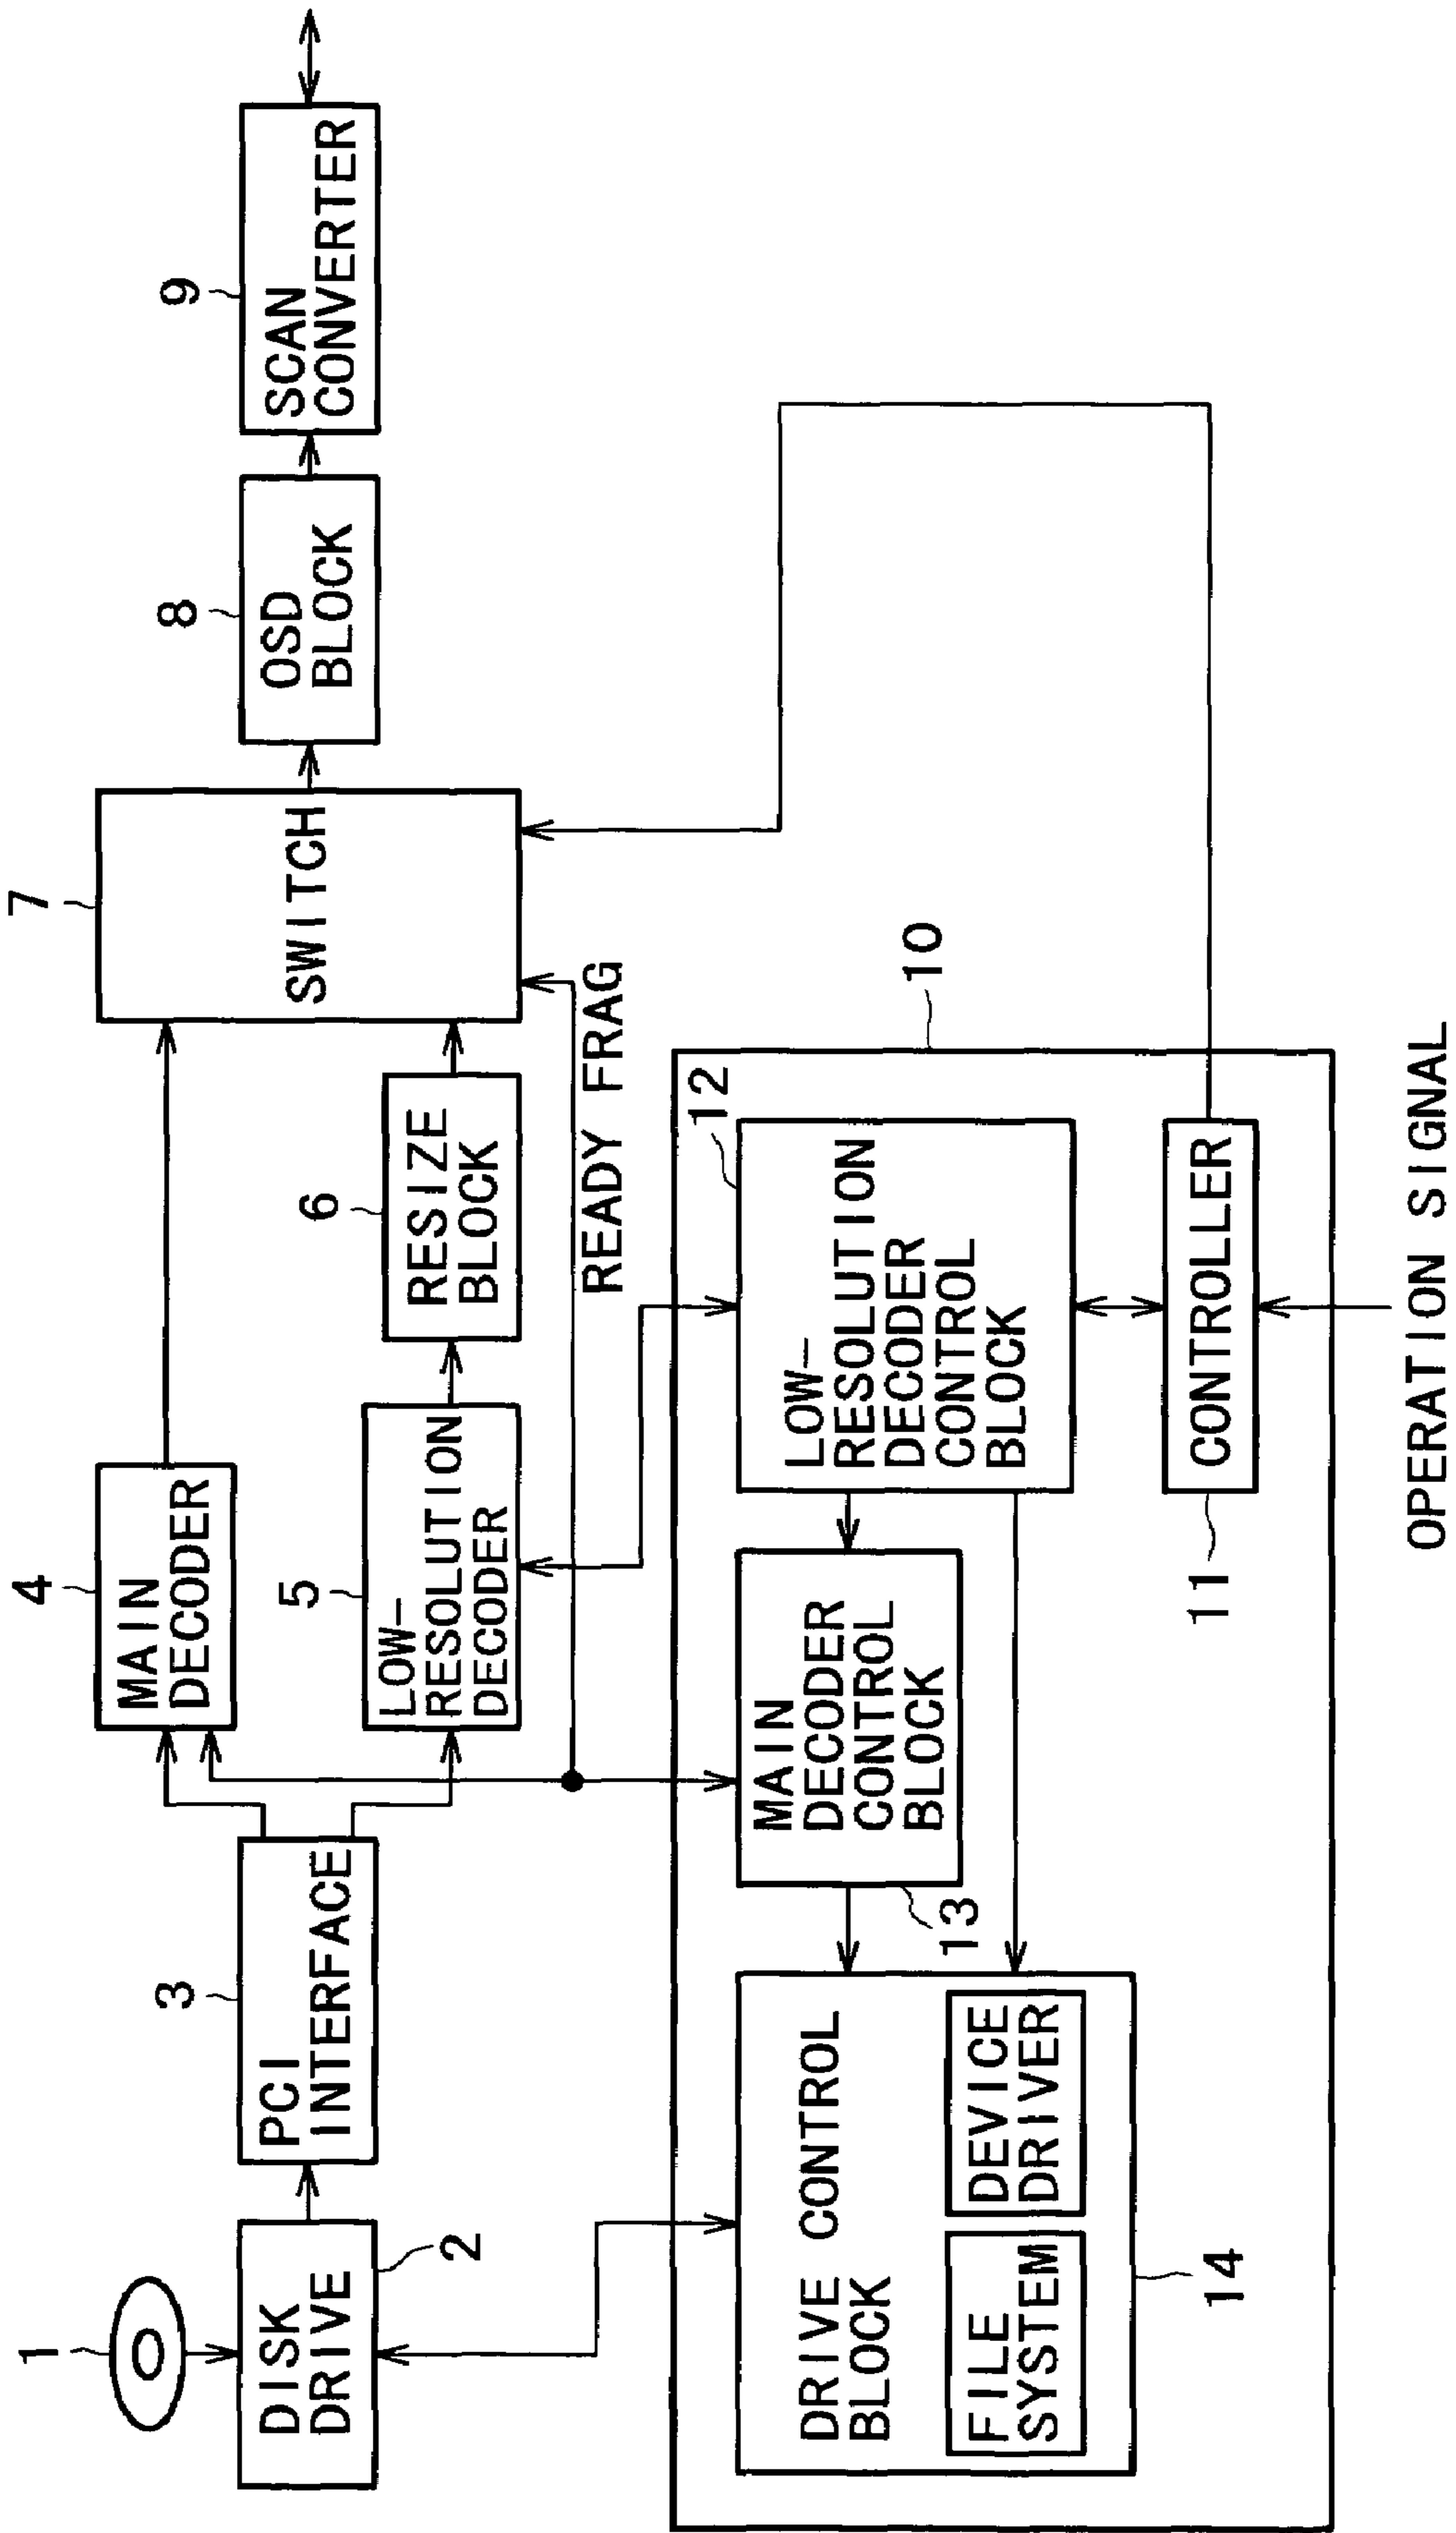 1
DISK
DRIVE
2
3
PCI
INTERFACE
4
MAIN
DECODER
5
LOW-
RESOLUTION
DECODER
6
RESIZE
BLOCK
READY FRAG
7
SWITCH
8
OSD
BLOCK
9
SCAN
CONVERTER
10
DRIVE CONTROL
BLOCK
FILE
SYSTEM
DEVICE
DRIVER
14
MAIN
DECODER
CONTROL
BLOCK
13
12
LOW-
RESOLUTION
DECODER
CONTROL
BLOCK
11
CONTROLLER
OPERATION SIGNAL